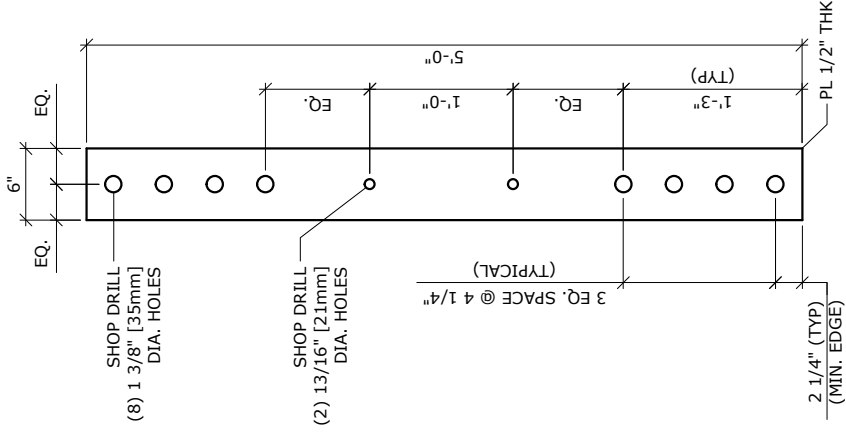 6"
EQ.
EQ.
5'-0"
EQ.
1'-0"
EQ.
1'-3"
(TYP)
PL 1/2" THK
SHOP DRILL
(8) 1 3/8" [35mm]
DIA. HOLES
SHOP DRILL
(2) 13/16" [21mm]
DIA. HOLES
3 EQ. SPACE @ 4 1/4"
(TYPICAL)
2 1/4" (TYP)
(MIN. EDGE)